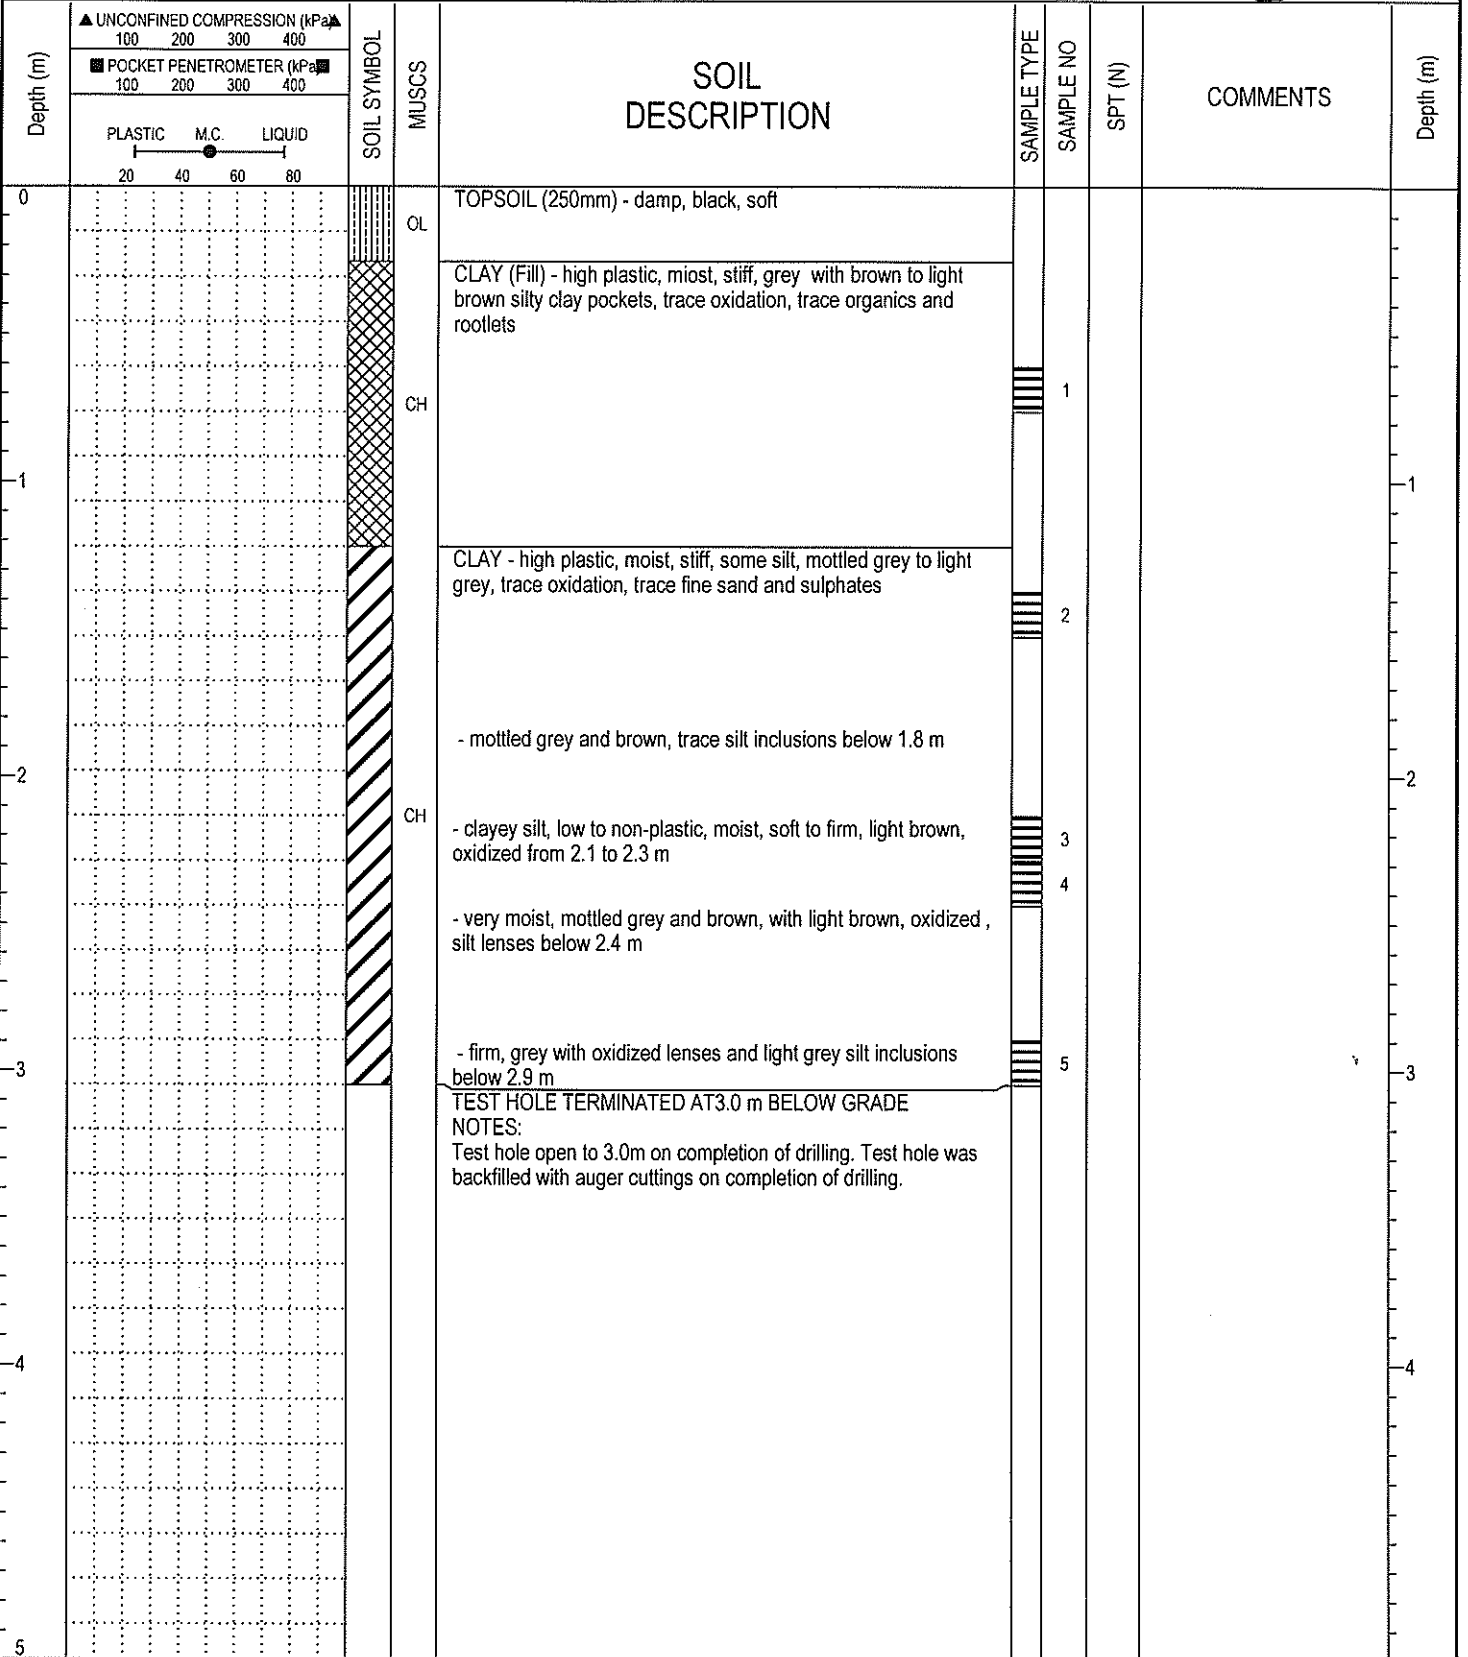 ▲ UNCONFINED COMPRESSION (kPa)▲
100 200 300 400
■ POCKET PENETROMETER (kPa)■
100 200 300 400
PLASTIC M.C. LIQUID
20 40 60 80
Depth (m)
SOIL SYMBOL
MUSCS
SOIL
DESCRIPTION
SAMPLE TYPE
SAMPLE NO
SPT (N)
COMMENTS
Depth (m)
0
OL
TOPSOIL (250mm) - damp, black, soft
CLAY (Fill) - high plastic, miost, stiff, grey with brown to light
brown silty clay pockets, trace oxidation, trace organics and
rootlets
CH
1
1
1
CLAY - high plastic, moist, stiff, some silt, mottled grey to light
grey, trace oxidation, trace fine sand and sulphates
2
- mottled grey and brown, trace silt inclusions below 1.8 m
2
2
CH
- clayey silt, low to non-plastic, moist, soft to firm, light brown,
oxidized from 2.1 to 2.3 m
3
4
- very moist, mottled grey and brown, with light brown, oxidized ,
silt lenses below 2.4 m
- firm, grey with oxidized lenses and light grey silt inclusions
below 2.9 m
5
3
3
TEST HOLE TERMINATED AT3.0 m BELOW GRADE
NOTES:
Test hole open to 3.0m on completion of drilling. Test hole was
backfilled with auger cuttings on completion of drilling.
4
4
5